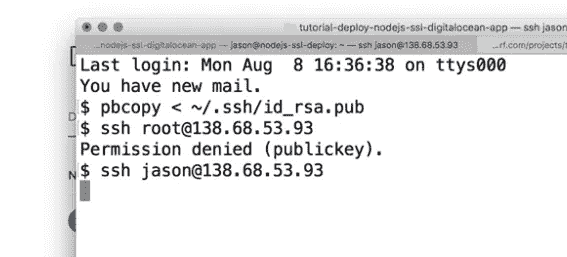 tutorial-deploy-nodejs-ssl-digitalocean-app — ssh jason
...nodejs-ssl-digitalocean-app — jason@nodejs-ssl-deploy: ~ — ssh jason@138.68.53.93 ...rf.com/projects/t
Last login: Mon Aug  8 16:36:38 on ttys000
You have new mail.
$ pbcopy < ~/.ssh/id_rsa.pub
$ ssh root@138.68.53.93
Permission denied (publickey).
$ ssh jason@138.68.53.93